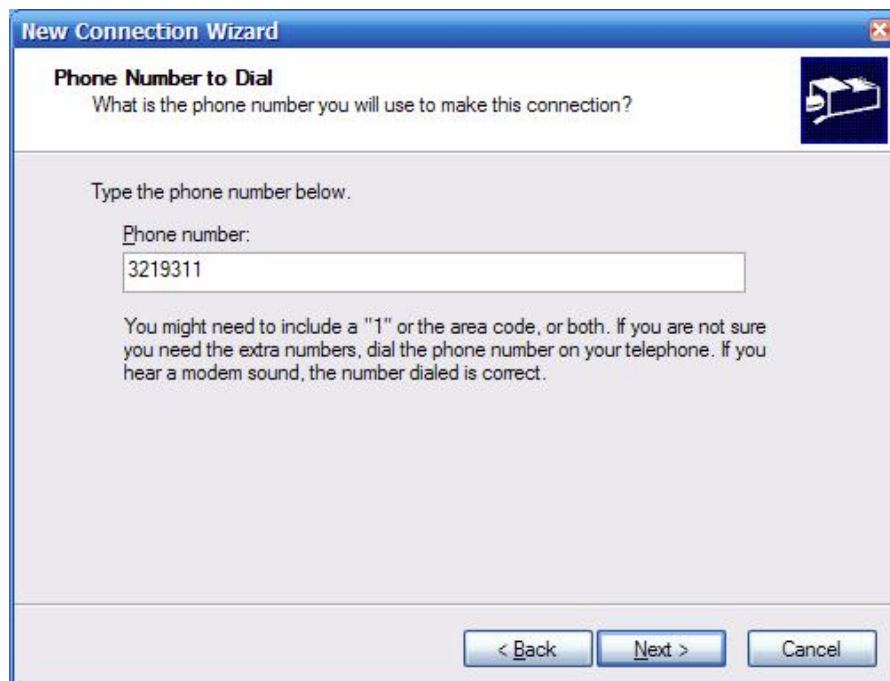 New Connection Wizard
Phone Number to Dial
What is the phone number you will use to make this connection?
Type the phone number below.
Phone number:
3219311
You might need to include a "1" or the area code, or both. If you are not sure
you need the extra numbers, dial the phone number on your telephone. If you
hear a modem sound, the number dialed is correct.
< Back Next > Cancel